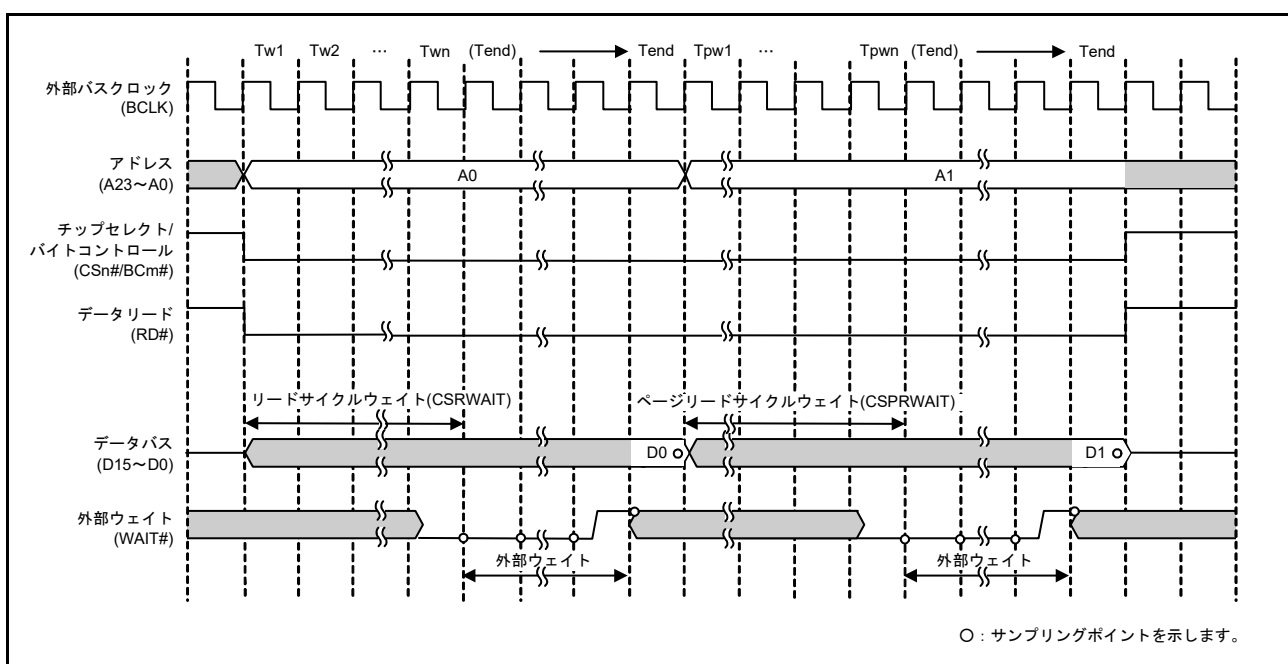 Tw1 Tw2 … Twn (Tend) Tend Tpw1 … Tpwn (Tend) Tend
外部バスクロック
(BCLK)
アドレス
(A23～A0)
A0 A1
チップセレクト/
バイトコントロール
(CSn#/BCm#)
データリード
(RD#)
リードサイクルウェイト(CSRWAIT) ページリードサイクルウェイト(CSPRWAIT)
データバス
(D15～D0)
D0 D1
外部ウェイト
(WAIT#)
外部ウェイト 外部ウェイト
○：サンプリングポイントを示します。